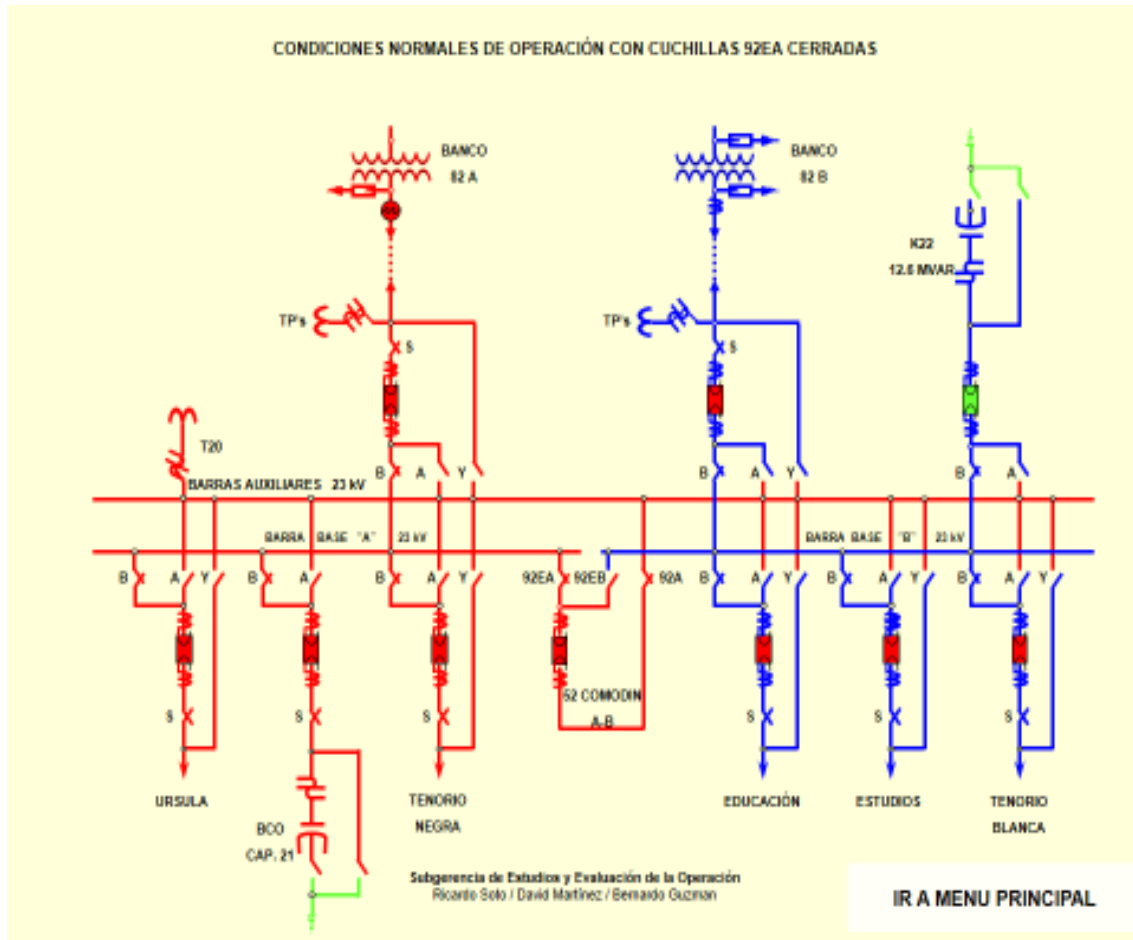 CONDICIONES NORMALES DE OPERACIÓN CON CUCHILLAS 92EA CERRADAS
BANCO
82 A
BANCO
82 B
K22
12.6 MVAR
TP's
S
TP's
S
T20
B A Y
B A Y
B A
BARRAS AUXILIARES 23 kV
BARRA BASE "A" 23 kV
BARRA BASE "B" 23 kV
B A Y
B A
B A Y
92EA 92EB 92A
B A Y
B A Y
B A Y
52 COMODIN
A-B
S
S
S
S
S
S
URSULA
TENORIO
NEGRA
EDUCACIÓN
ESTUDIOS
TENORIO
BLANCA
BCO
CAP. 21
Subgerencia de Estudios y Evaluación de la Operación
Ricardo Soto / David Martínez / Bernardo Guzman
IR A MENU PRINCIPAL